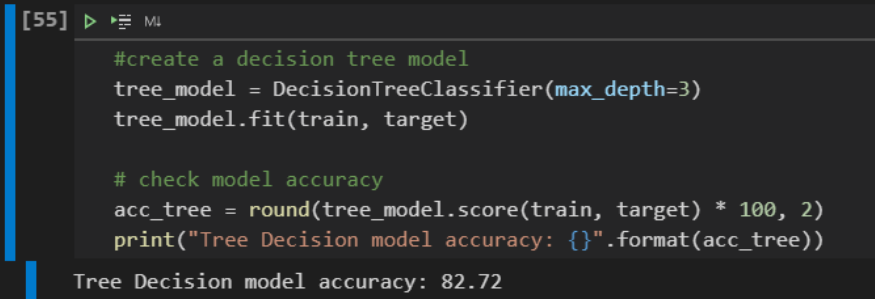 [55] M↓
#create a decision tree model
tree_model = DecisionTreeClassifier(max_depth=3)
tree_model.fit(train, target)
# check model accuracy
acc_tree = round(tree_model.score(train, target) * 100, 2)
print("Tree Decision model accuracy: {}".format(acc_tree))
Tree Decision model accuracy: 82.72